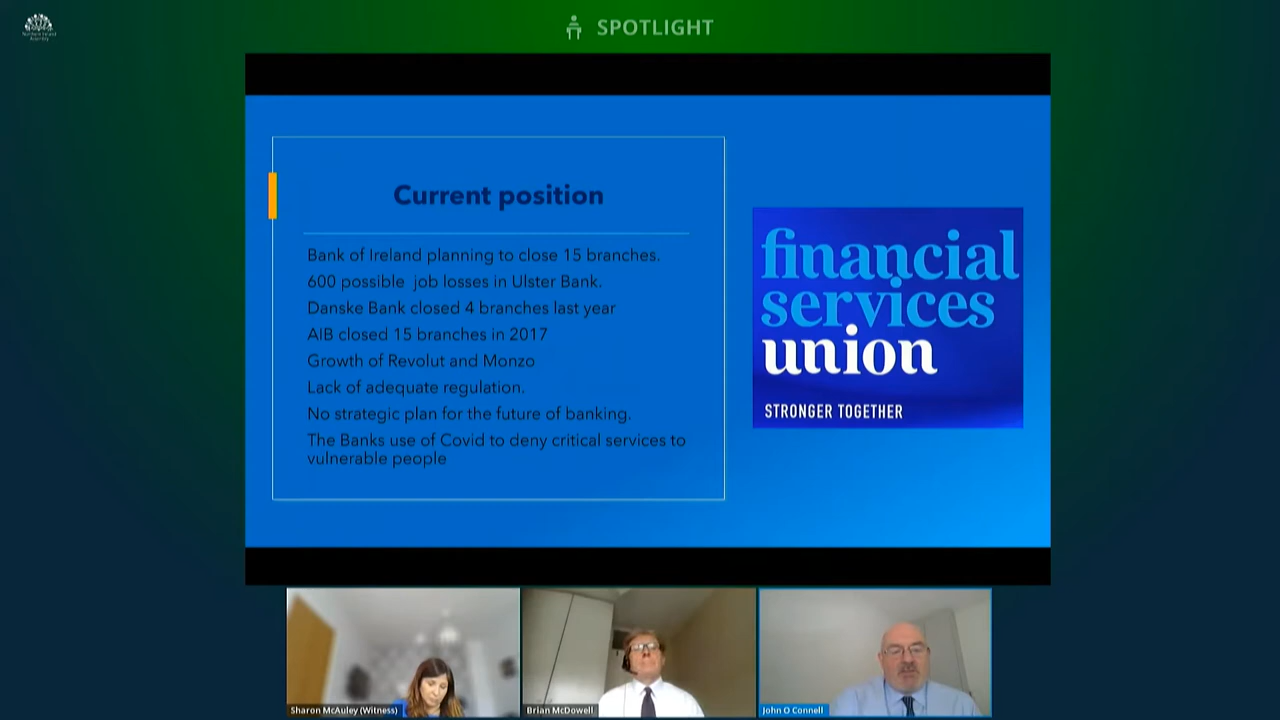 Northern Ireland
Assembly
SPOTLIGHT
Current position
Bank of Ireland planning to close 15 branches.
600 possible  job losses in Ulster Bank.
Danske Bank closed 4 branches last year
AIB closed 15 branches in 2017
Growth of Revolut and Monzo
Lack of adequate regulation.
No strategic plan for the future of banking.
The Banks use of Covid to deny critical services to
vulnerable people
financial
services
union
STRONGER TOGETHER
Sharon McAuley (Witness)
Brian McDowell
John O Connell